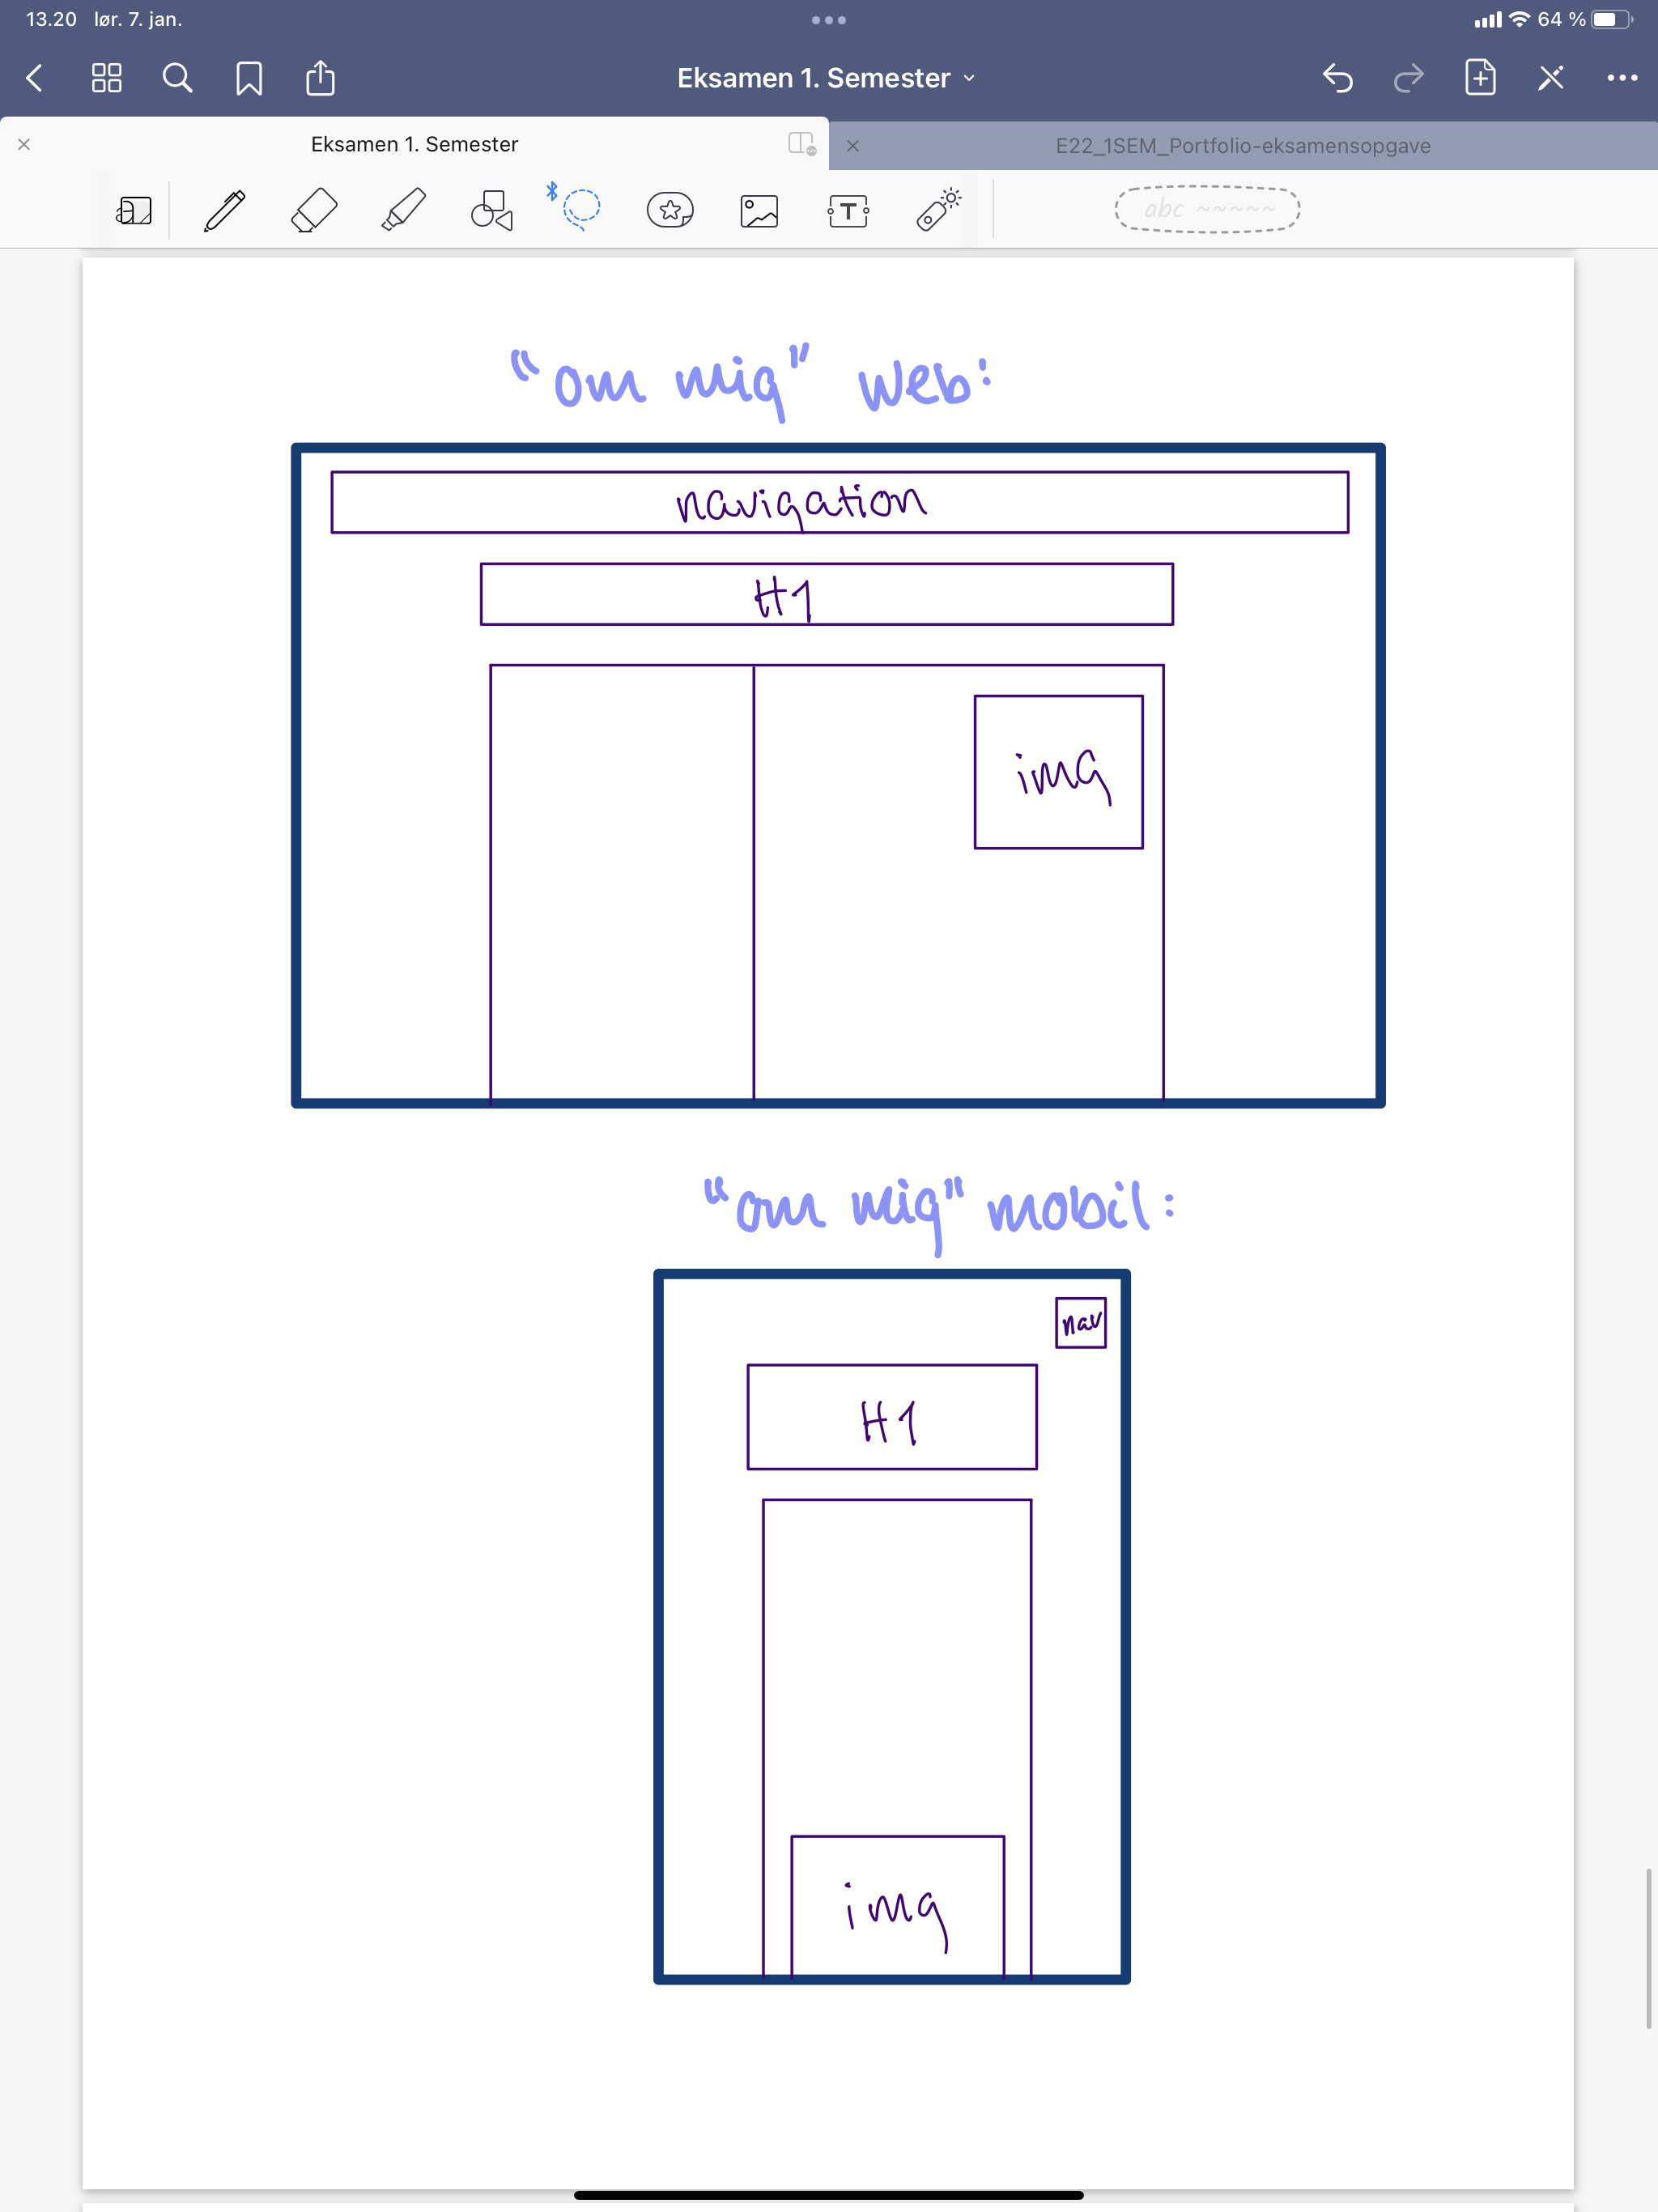 13.20 lør. 7. jan.
64 %
Eksamen 1. Semester
Eksamen 1. Semester
E22_1SEM_Portfolio-eksamensopgave
T
abc
"om mig" web:
navigation
H1
img
"om mig" mobil:
nav
H1
img